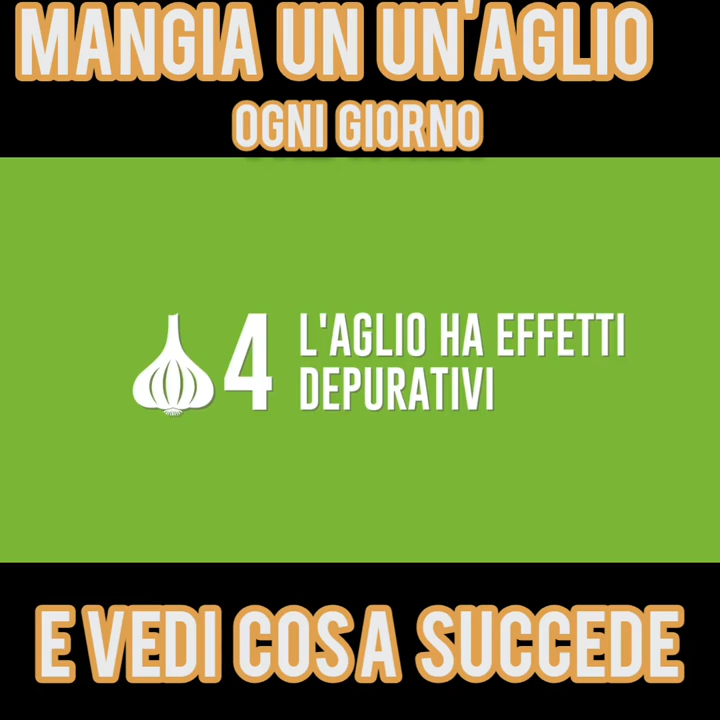 MANGIA UN UN'AGLIO
OGNI GIORNO
4 L'AGLIO HA EFFETTI
DEPURATIVI
E VEDI COSA SUCCEDE